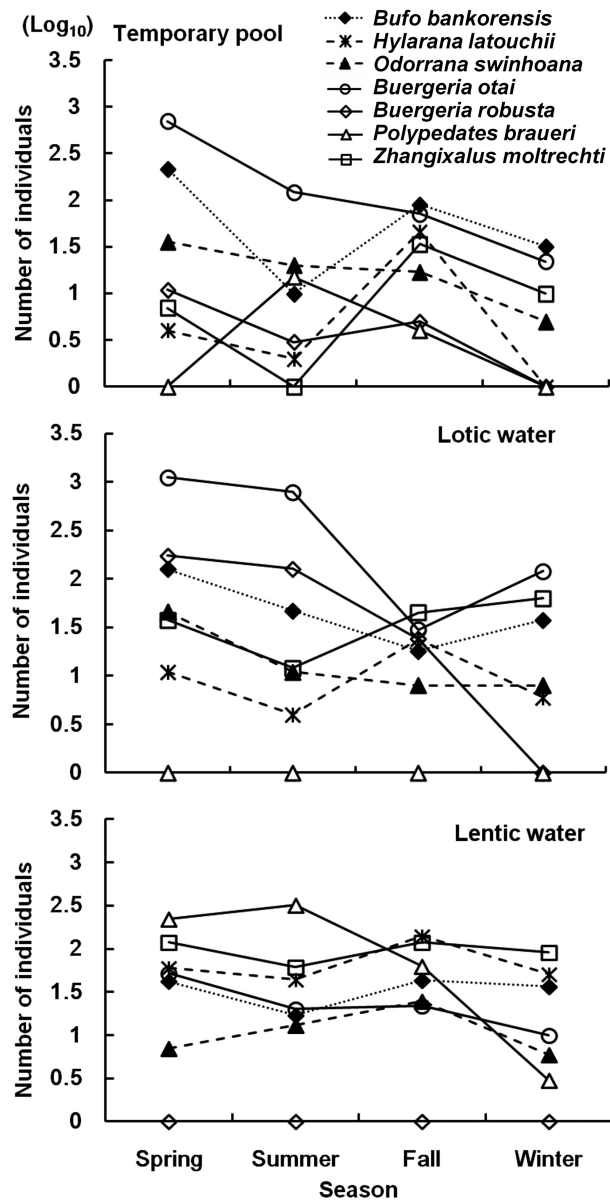 (Log10) Temporary pool
Bufo bankorensis
Hylarana latouchii
Odorrana swinhoana
Buergeria otai
Buergeria robusta
Polypedates braueri
Zhangixalus moltrechti
Number of individuals
3.5
3
2.5
2
1.5
1
0.5
0
Lotic water
Number of individuals
3.5
3
2.5
2
1.5
1
0.5
0
Lentic water
Number of individuals
3.5
3
2.5
2
1.5
1
0.5
0
Spring Summer Fall Winter
Season